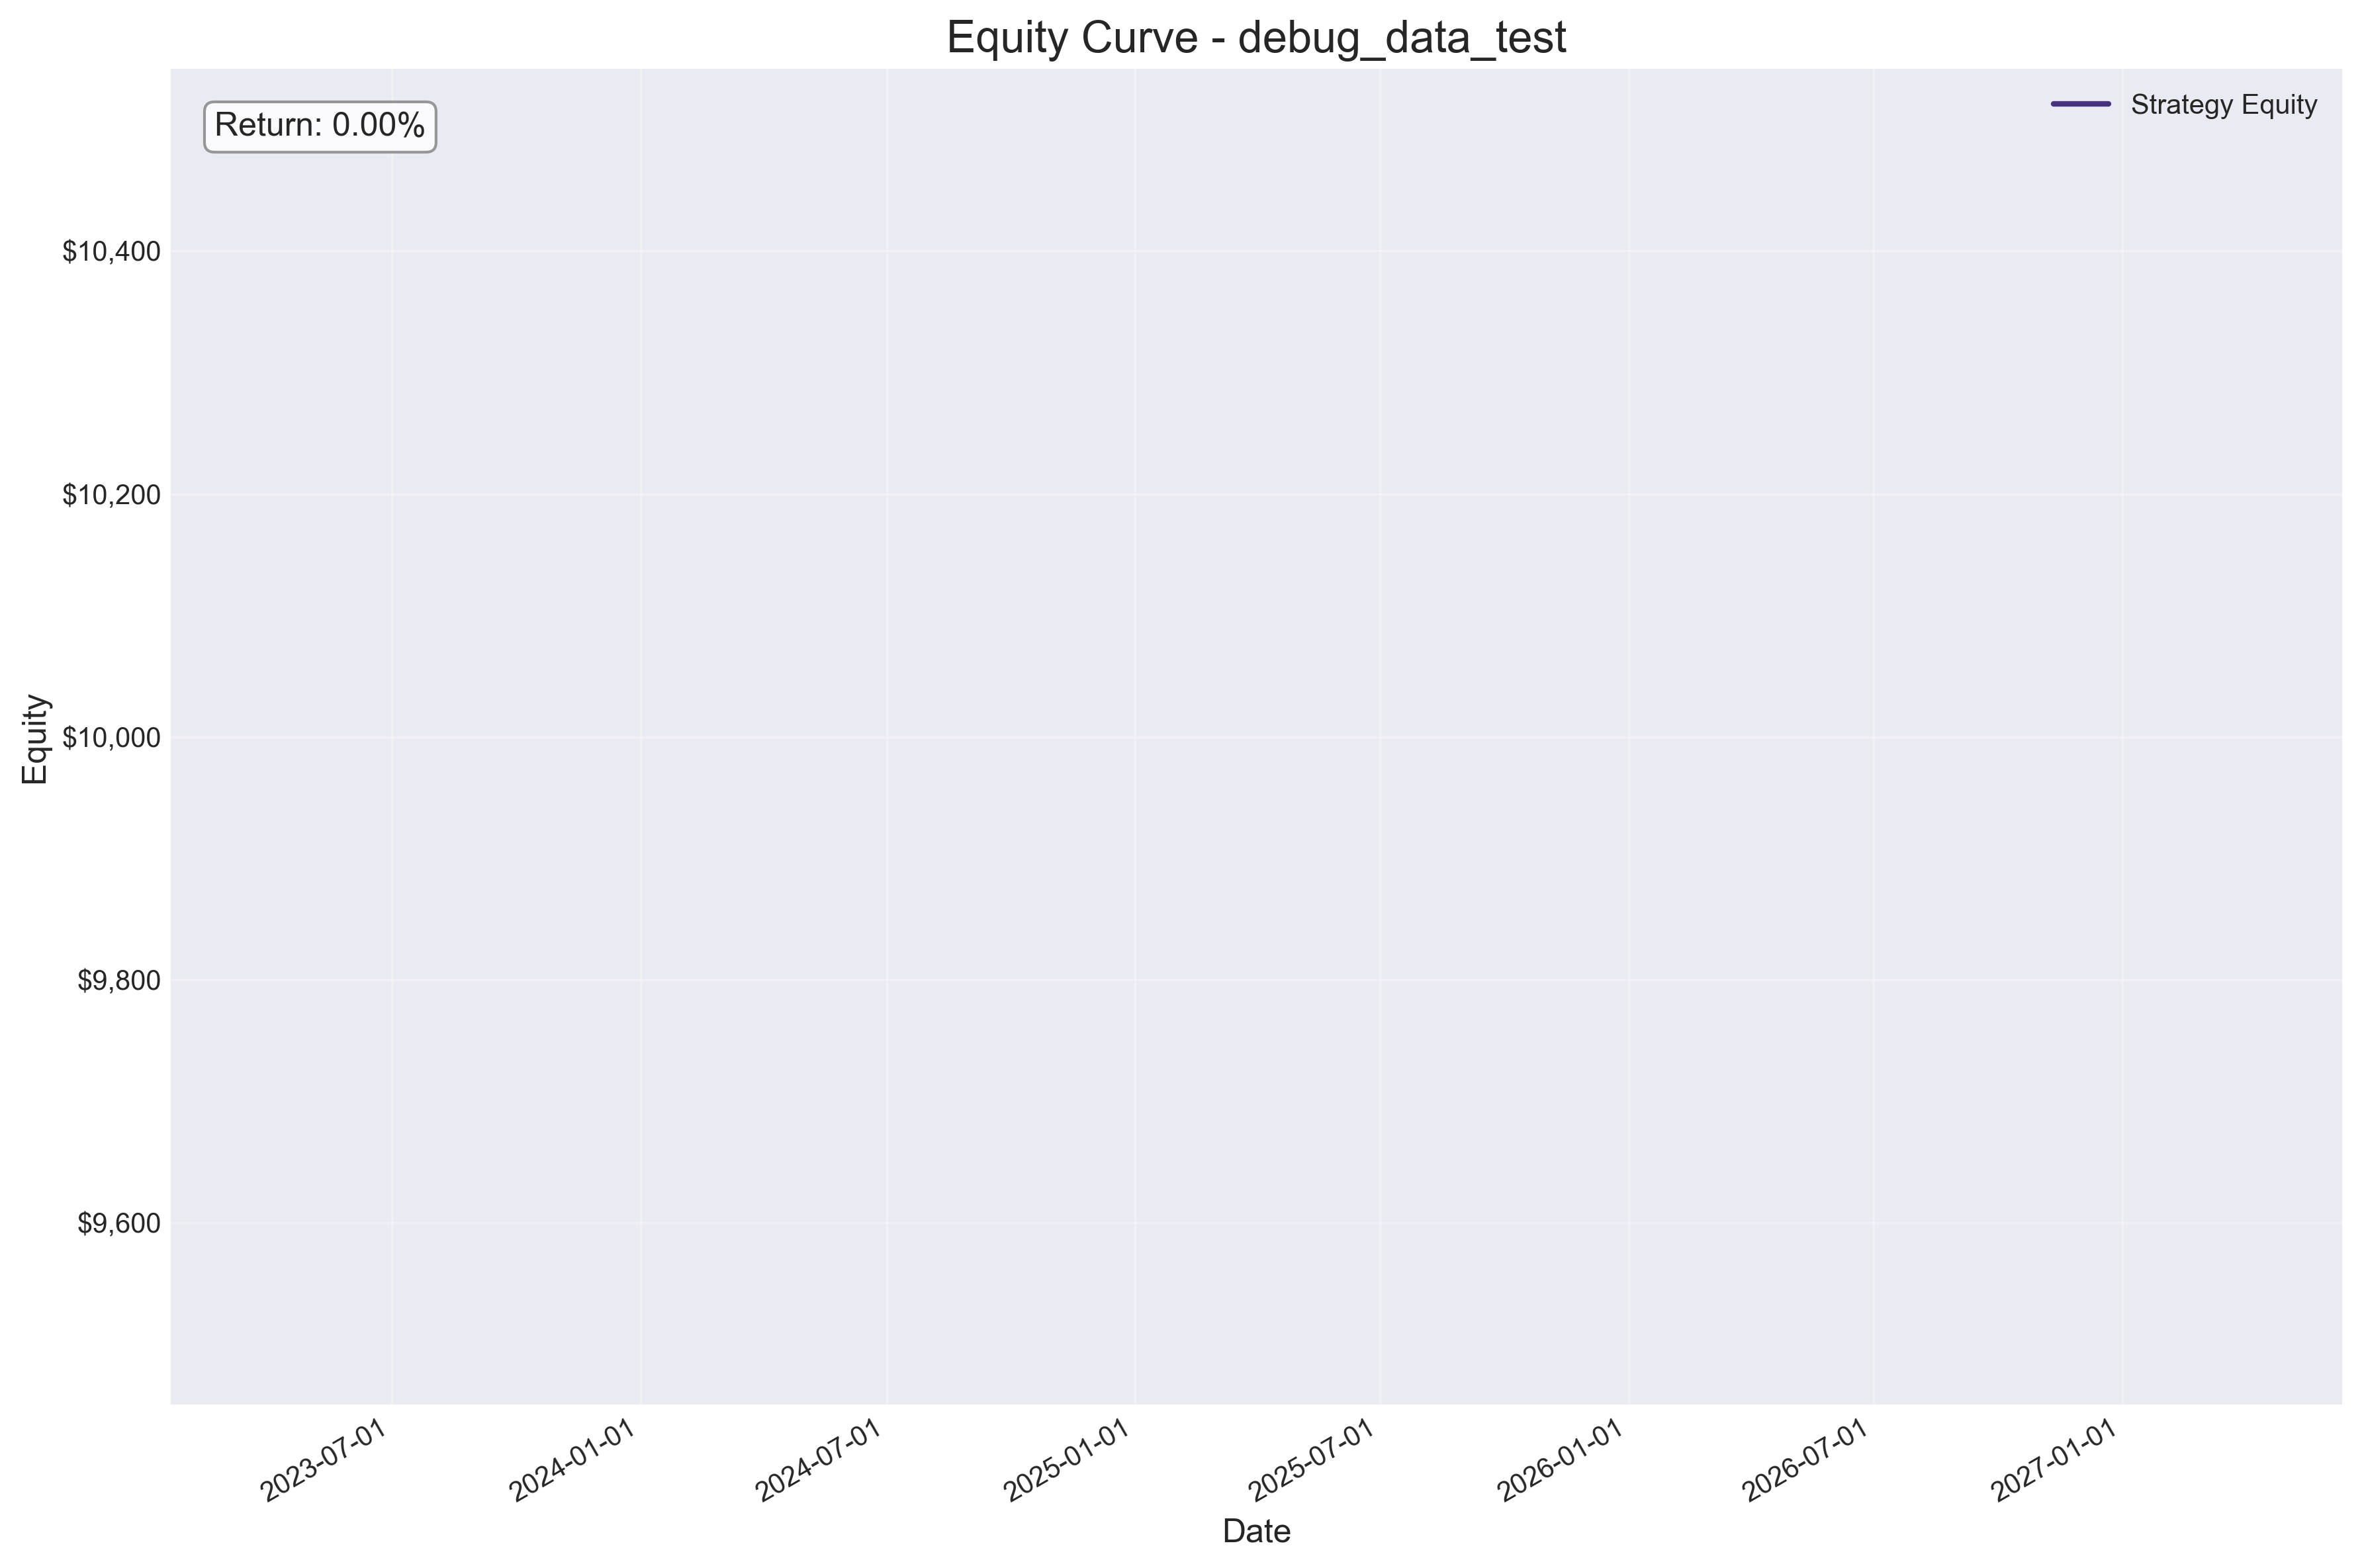 Equity Curve - debug_data_test
Return: 0.00%
Strategy Equity
Equity
$10,400
$10,200
$10,000
$9,800
$9,600
2023-07-01
2024-01-01
2024-07-01
2025-01-01
2025-07-01
2026-01-01
2026-07-01
2027-01-01
Date